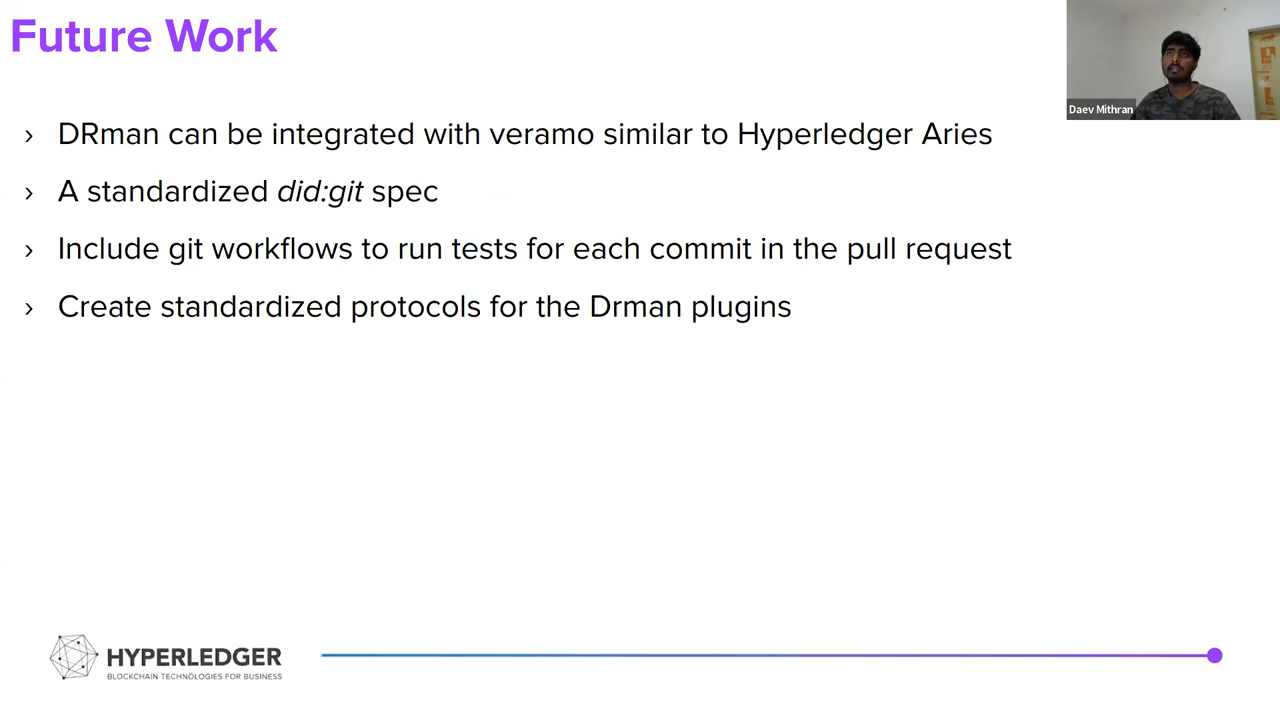 Future Work
Daev Mithran
› DRman can be integrated with veramo similar to Hyperledger Aries
› A standardized did:git spec
› Include git workflows to run tests for each commit in the pull request
› Create standardized protocols for the Drman plugins
HYPERLEDGER
BLOCKCHAIN TECHNOLOGIES FOR BUSINESS